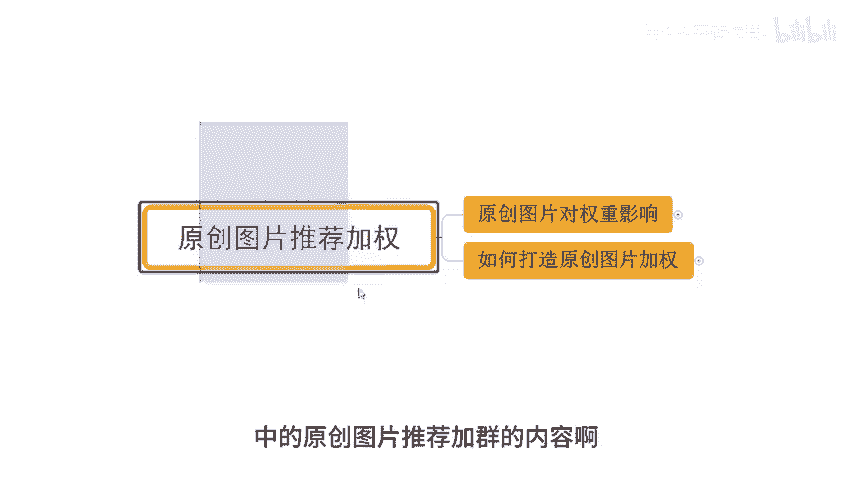 bilibili
原创图片对权重影响
原创图片推荐加权
如何打造原创图片加权
中的原创图片推荐加群的内容啊